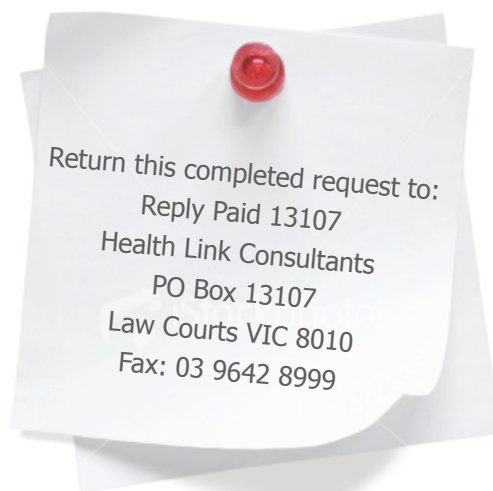 Return this completed request to:
Reply Paid 13107
Health Link Consultants
PO Box 13107
Law Courts VIC 8010
Fax: 03 9642 8999